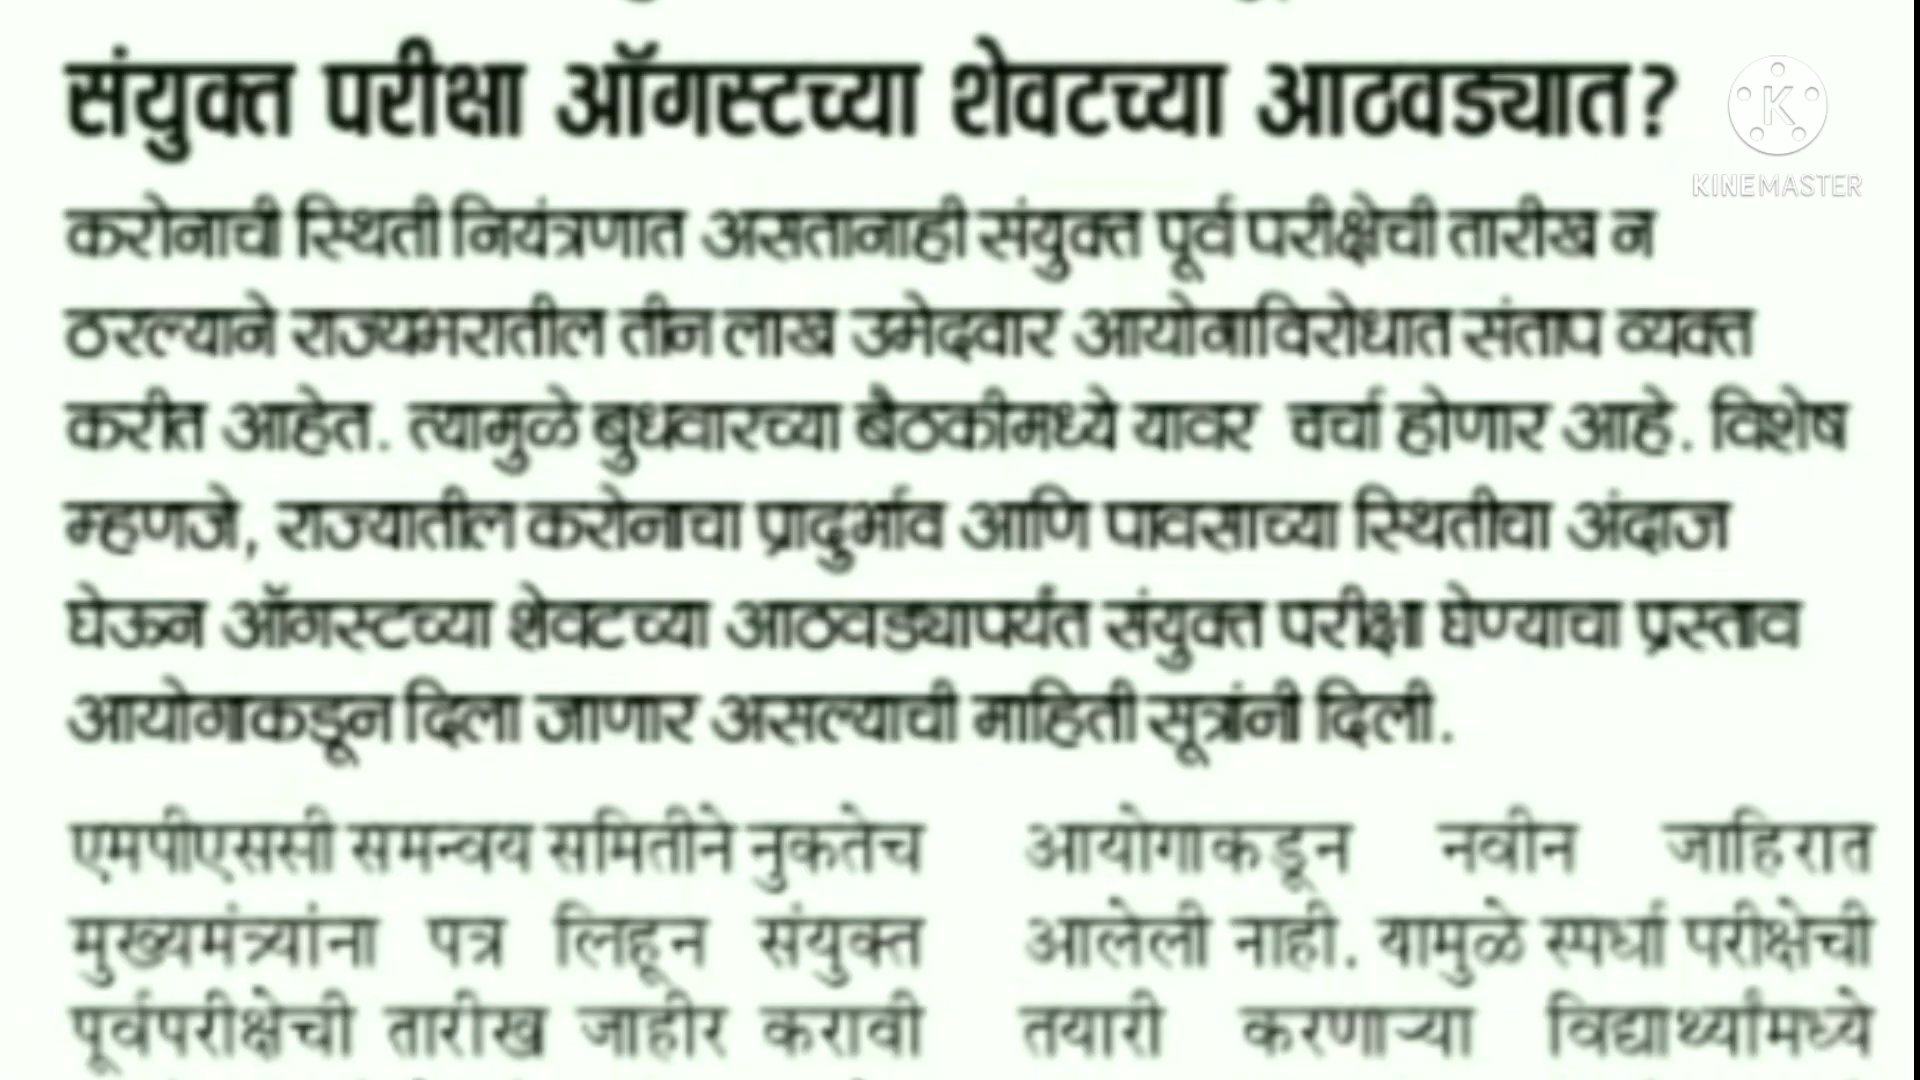 संयुक्त परीक्षा ऑगस्टच्या शेवटच्या आठवड्यात?
KINEMASTER
करोनाची स्थिती नियंत्रणात असतानाही संयुक्त पूर्व परीक्षेची तारीख न
ठरल्याने राज्यभरातील तीन लाख उमेदवार आयोगाविरोधात संताप व्यक्त
करीत आहेत. त्यामुळे बुधवारच्या बैठकीमध्ये यावर चर्चा होणार आहे. विशेष
म्हणजे, राज्यातील करोनाचा प्रादुर्भाव आणि पावसाच्या स्थितीचा अंदाज
घेऊन ऑगस्टच्या शेवटच्या आठवड्यापर्यंत संयुक्त परीक्षा घेण्याचा प्रस्ताव
आयोगाकडून दिला जाणार असल्याची माहिती सूत्रांनी दिली.
एमपीएससी समन्वय समितीने नुकतेच
मुख्यमंत्र्यांना पत्र लिहून संयुक्त
पूर्वपरीक्षेची तारीख जाहीर करावी
आयोगाकडून नवीन जाहिरात
आलेली नाही. यामुळे स्पर्धा परीक्षेची
तयारी करणाऱ्या विद्यार्थ्यांमध्ये